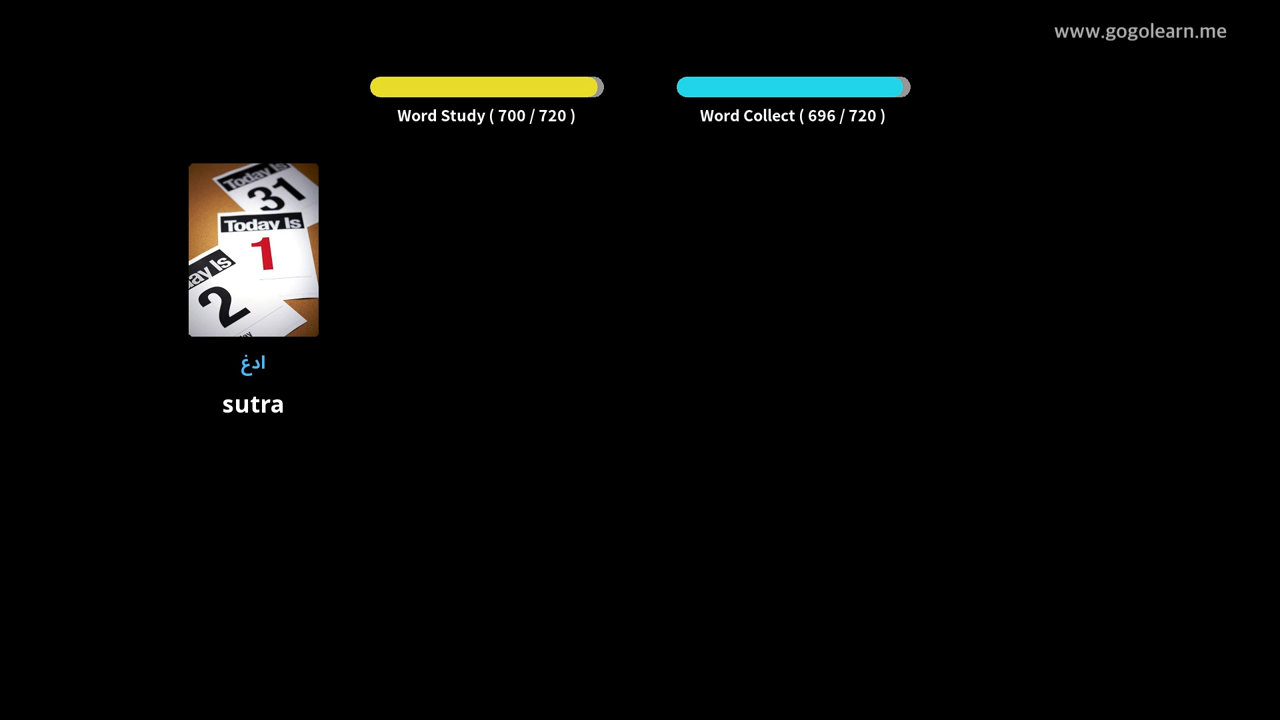 www.gogolearn.me
Word Study ( 700 / 720 )
Word Collect ( 696 / 720 )
Today Is
31
Today Is
1
ay Is
2
ادغ
sutra